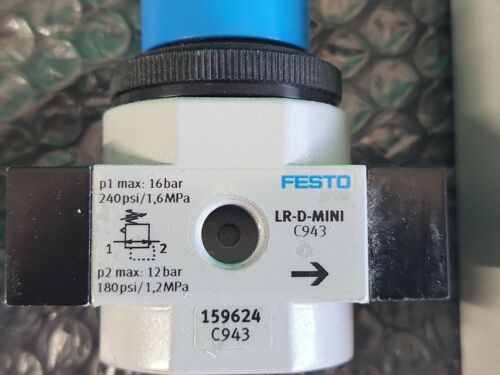 p1 max: 16bar
240psi/1,6MPa
1 2
p2 max: 12bar
180psi/1,2MPa
FESTO
LR-D-MINI
C943
159624
C943